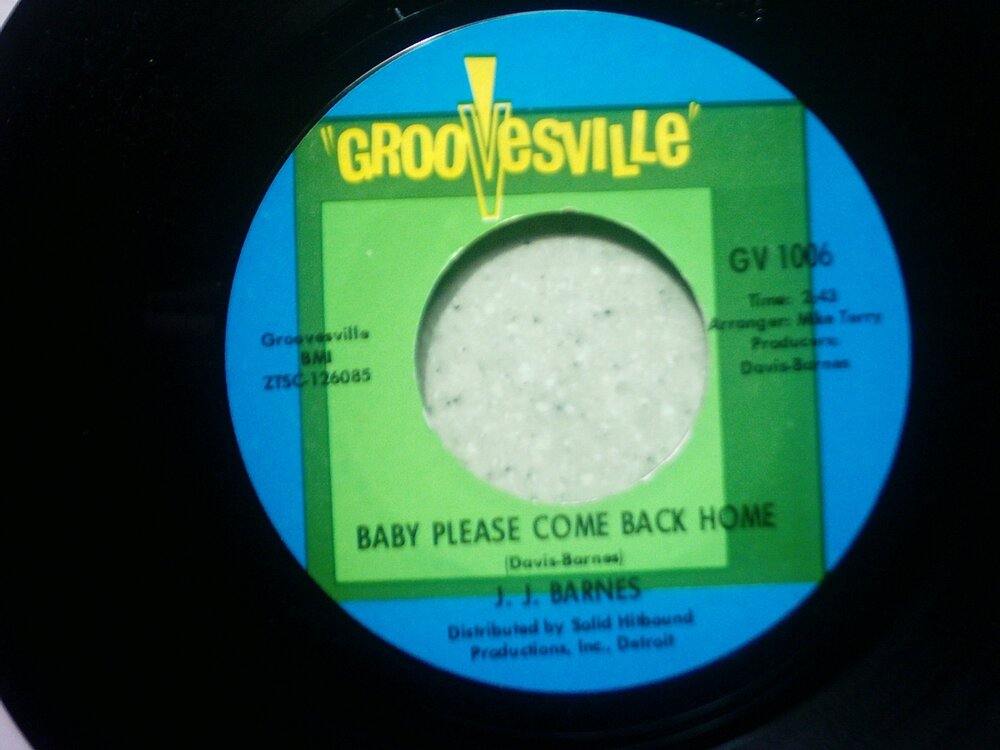 "GROOVESVILLE"
GV 1006
Time: 2:43
Arranger: Mike Terry
Producers:
Davis-Barnes
Groovesville
BMI
ZTSC-126085
BABY PLEASE COME BACK HOME
(Davis-Barnes)
J. J. BARNES
Distributed by Solid Hitbound
Productions, Inc., Detroit